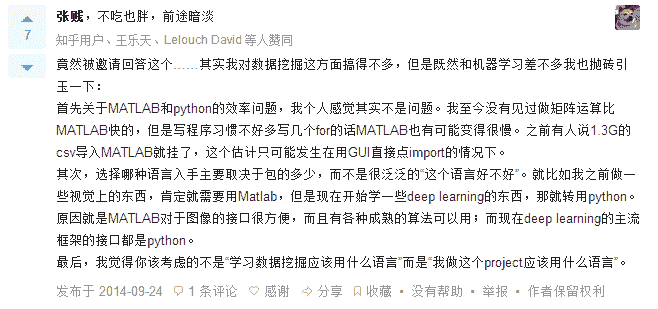 张贱，不吃也胖，前途暗淡
7
知乎用户、王乐天、Lelouch David 等人赞同
竟然被邀请回答这个……其实我对数据挖掘这方面搞得不多，但是既然和机器学习差不多我也抛砖引
玉一下：
首先关于MATLAB和python的效率问题，我个人感觉其实不是问题。我至今没有见过做矩阵运算比
MATLAB快的，但是写程序习惯不好多写几个for的话MATLAB也有可能变得很慢。之前有人说1.3G的
csv导入MATLAB就挂了，这个估计只可能发生在用GUI直接点import的情况下。
其次，选择哪种语言入手主要取决于包的多少，而不是很泛泛的“这个语言好不好”。就比如我之前做一
些视觉上的东西，肯定就需要用Matlab，但是现在开始学一些deep learning的东西，那就转用python。
原因就是MATLAB对于图像的接口很方便，而且有各种成熟的算法可以用；而现在deep learning的主流
框架的接口都是python。
最后，我觉得你该考虑的不是“学习数据挖掘应该用什么语言”而是“我做这个project应该用什么语言”。
发布于 2014-09-24 1 条评论 感谢 分享 收藏 • 没有帮助 • 举报 • 作者保留权利